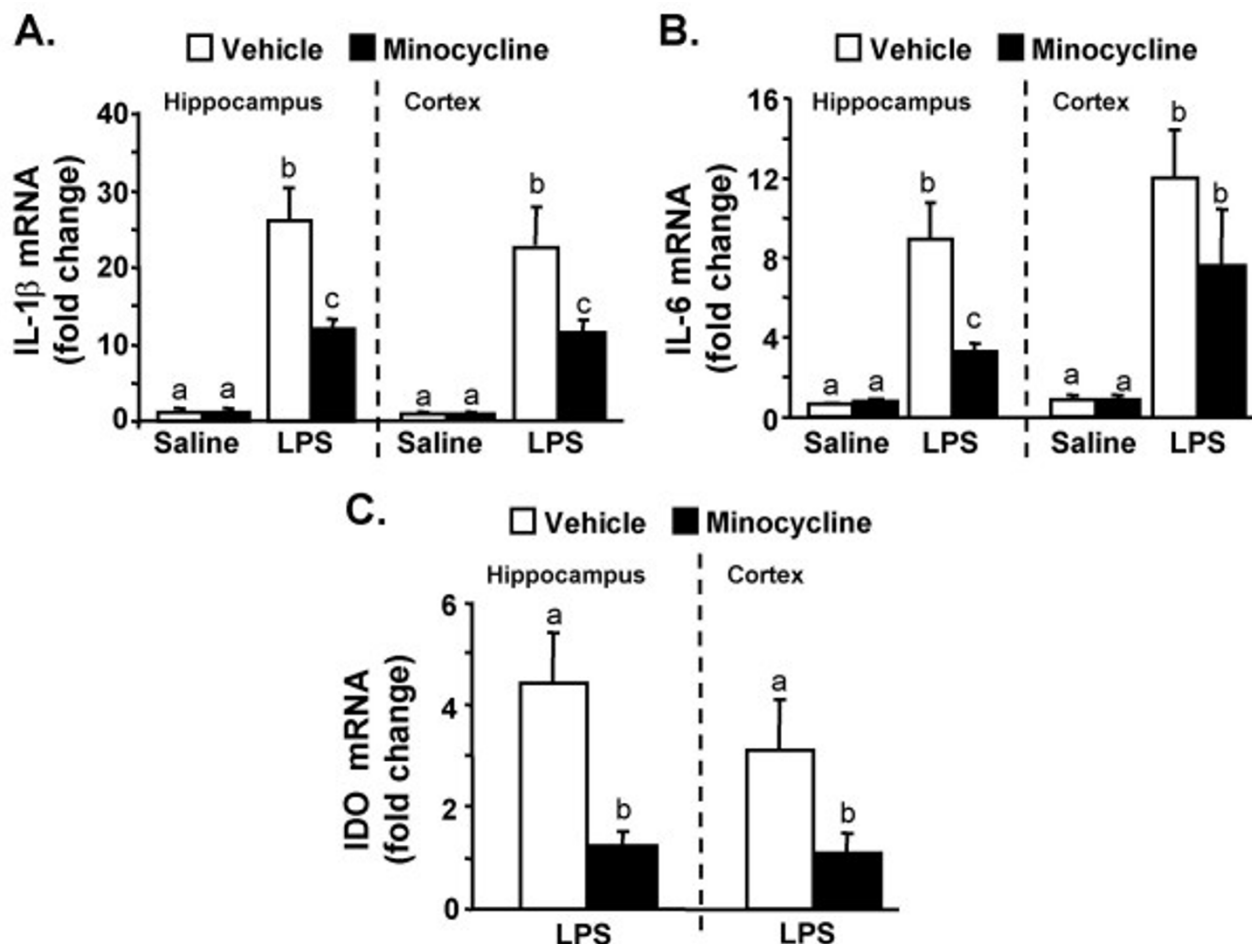 A.
Vehicle Minocycline
Hippocampus Cortex
IL-1β mRNA
(fold change)
40
30
20
10
0
b
c
b
c
a a
a a
Saline LPS Saline LPS
B.
Vehicle Minocycline
Hippocampus Cortex
IL-6 mRNA
(fold change)
16
12
8
4
0
b
c
b
b
a a
a a
Saline LPS Saline LPS
C.
Vehicle Minocycline
Hippocampus Cortex
IDO mRNA
(fold change)
6
4
2
0
a
b
a
b
LPS LPS